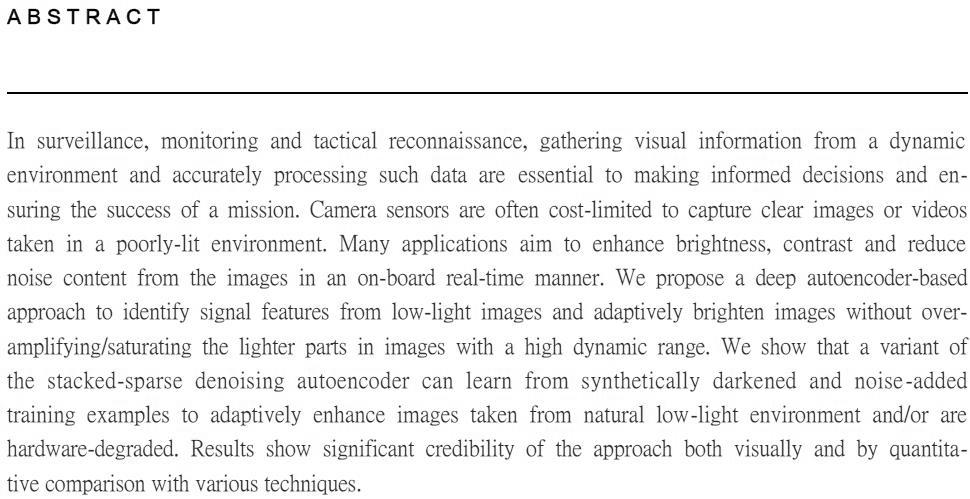 ABSTRACT
In surveillance, monitoring and tactical reconnaissance, gathering visual information from a dynamic
environment and accurately processing such data are essential to making informed decisions and en-
suring the success of a mission. Camera sensors are often cost-limited to capture clear images or videos
taken in a poorly-lit environment. Many applications aim to enhance brightness, contrast and reduce
noise content from the images in an on-board real-time manner. We propose a deep autoencoder-based
approach to identify signal features from low-light images and adaptively brighten images without over-
amplifying/saturating the lighter parts in images with a high dynamic range. We show that a variant of
the stacked-sparse denoising autoencoder can learn from synthetically darkened and noise-added
training examples to adaptively enhance images taken from natural low-light environment and/or are
hardware-degraded. Results show significant credibility of the approach both visually and by quantita-
tive comparison with various techniques.